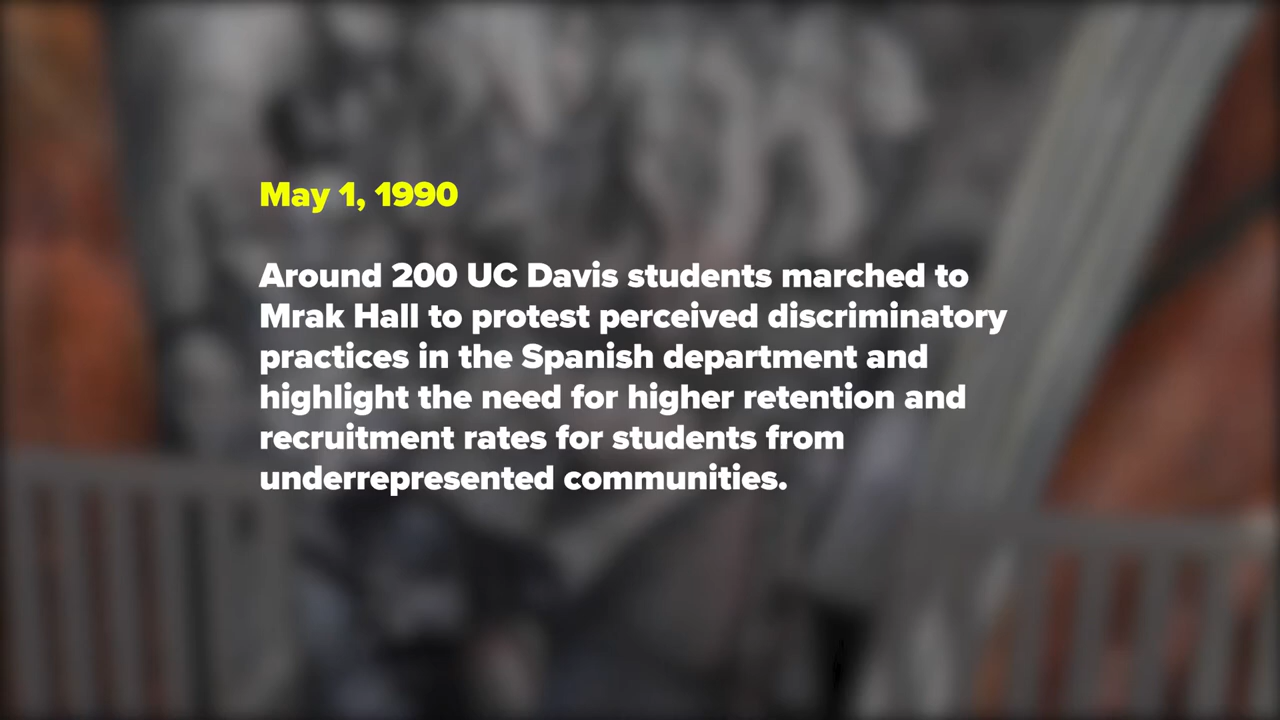 May 1, 1990
Around 200 UC Davis students marched to
Mrak Hall to protest perceived discriminatory
practices in the Spanish department and
highlight the need for higher retention and
recruitment rates for students from
underrepresented communities.